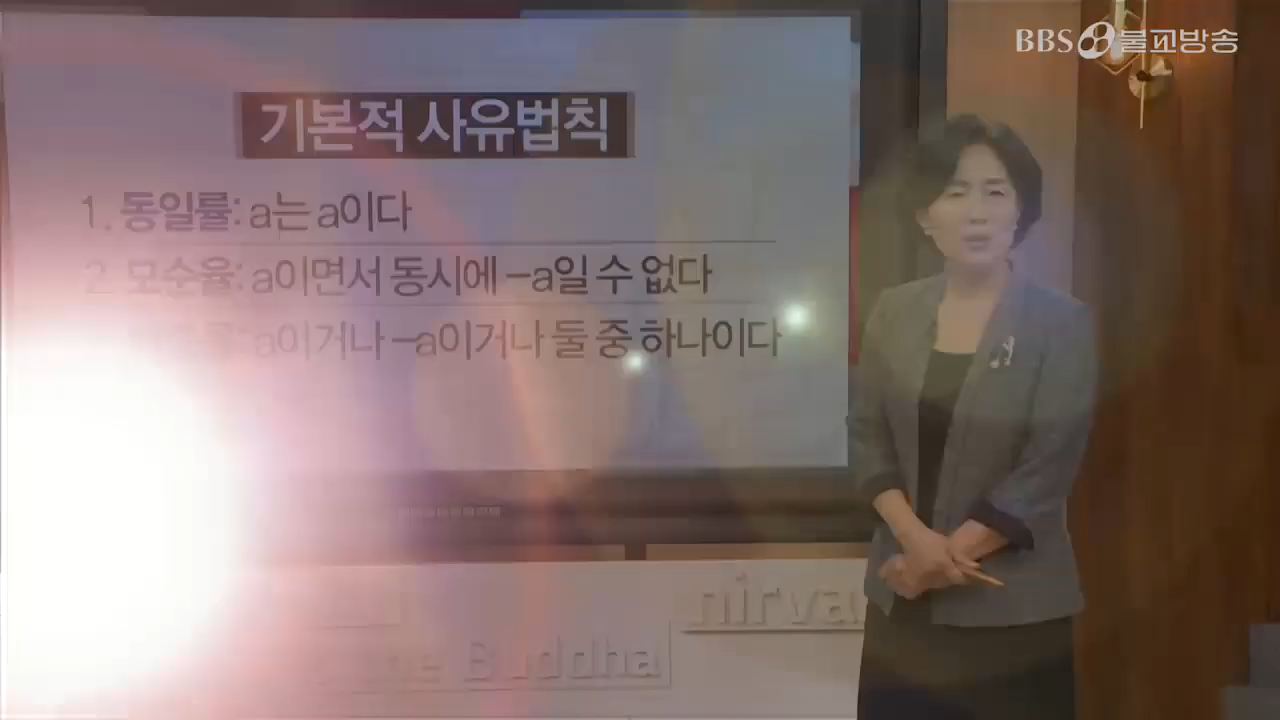 BBS 불교방송
기본적 사유법칙
1. 동일률: a는 a이다
2. 모순율: a이면서 동시에 -a일 수 없다
a이거나 -a이거나 둘 중 하나이다
nirva
Buddha